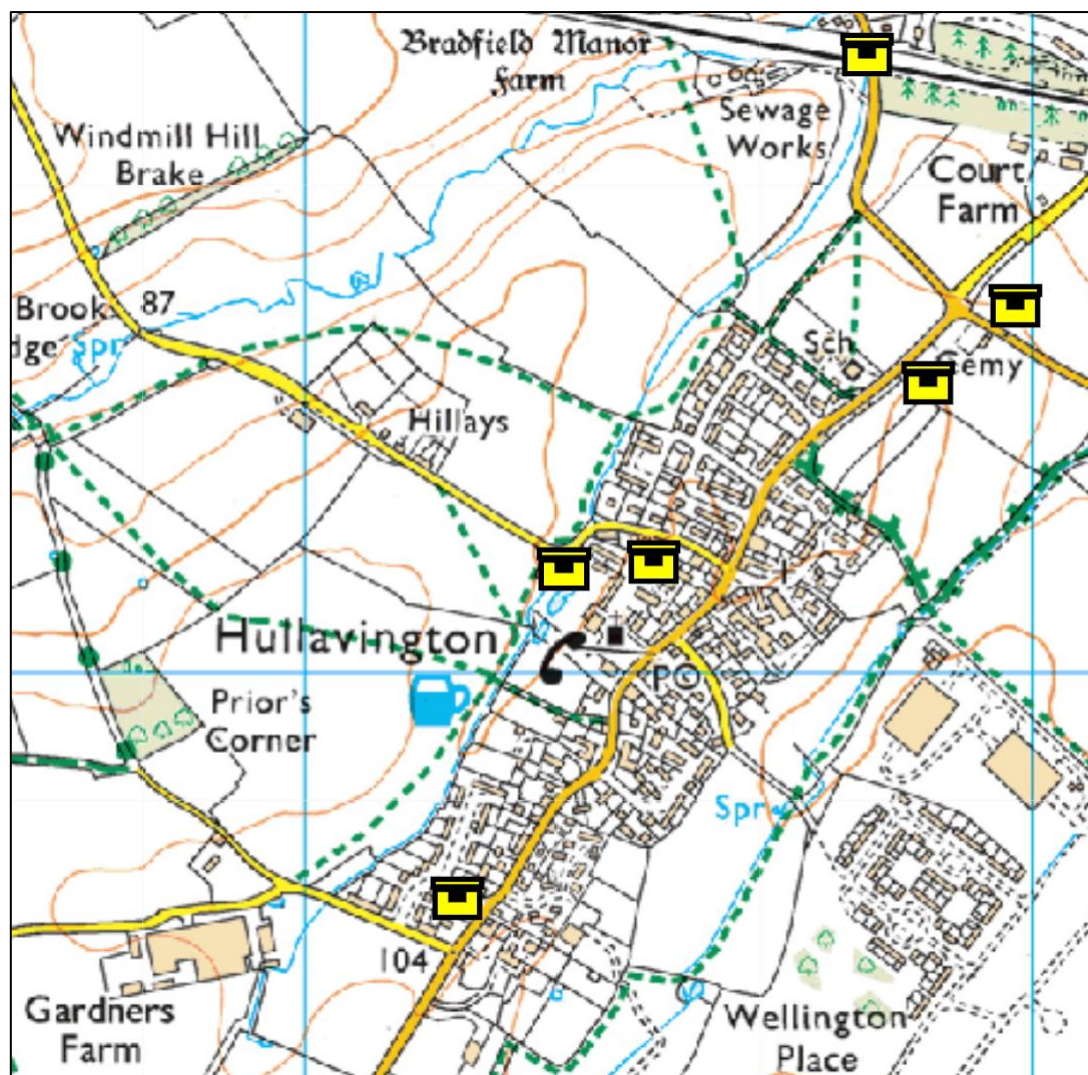 Bradfield Manor
Farm
Windmill Hill
Brake
Sewage
Works
Court
Farm
87
Brook
Spr
Sch
Cemy
Hillays
Hullavington
PO
Prior's
Corner
Spr
104
Gardners
Farm
Wellington
Place